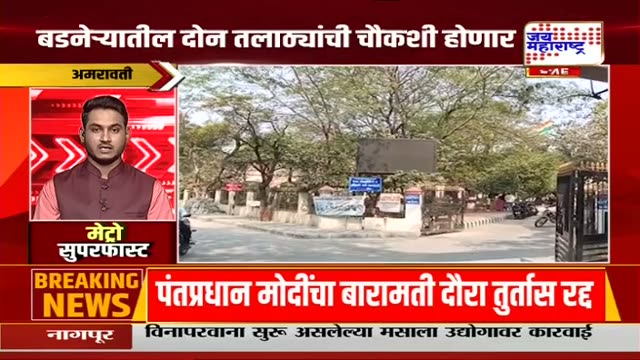 बडनेऱ्यातील दोन तलाठ्यांची चौकशी होणार
जय
महाराष्ट्र
अमरावती
मेट्रो
सुपरफास्ट
BREAKING
NEWS
पंतप्रधान मोदींचा बारामती दौरा तुर्तास रद्द
नागपूर
विनापरवाना सुरू असलेल्या मसाला उद्योगावर कारवाई